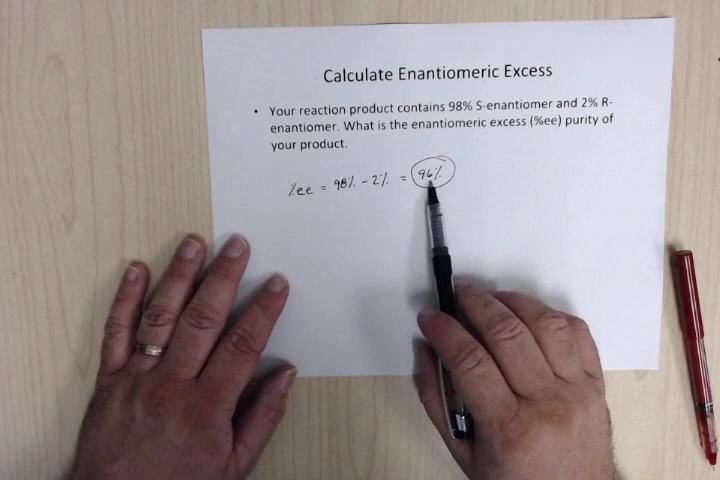 Calculate Enantiomeric Excess
• Your reaction product contains 98% S-enantiomer and 2% R-
enantiomer. What is the enantiomeric excess (%ee) purity of
your product.
%ee = 98% - 2% = 96%